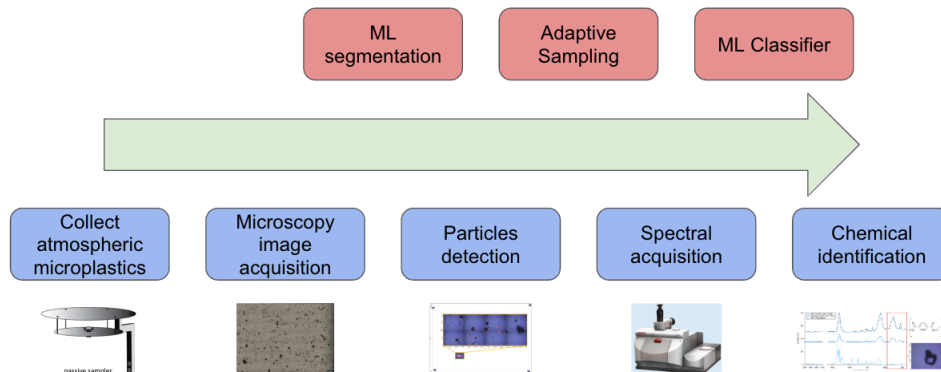 ML
segmentation
Adaptive
Sampling
ML Classifier
Collect
atmospheric
microplastics
Microscopy
image
acquisition
Particles
detection
Spectral
acquisition
Chemical
identification
passive sampler